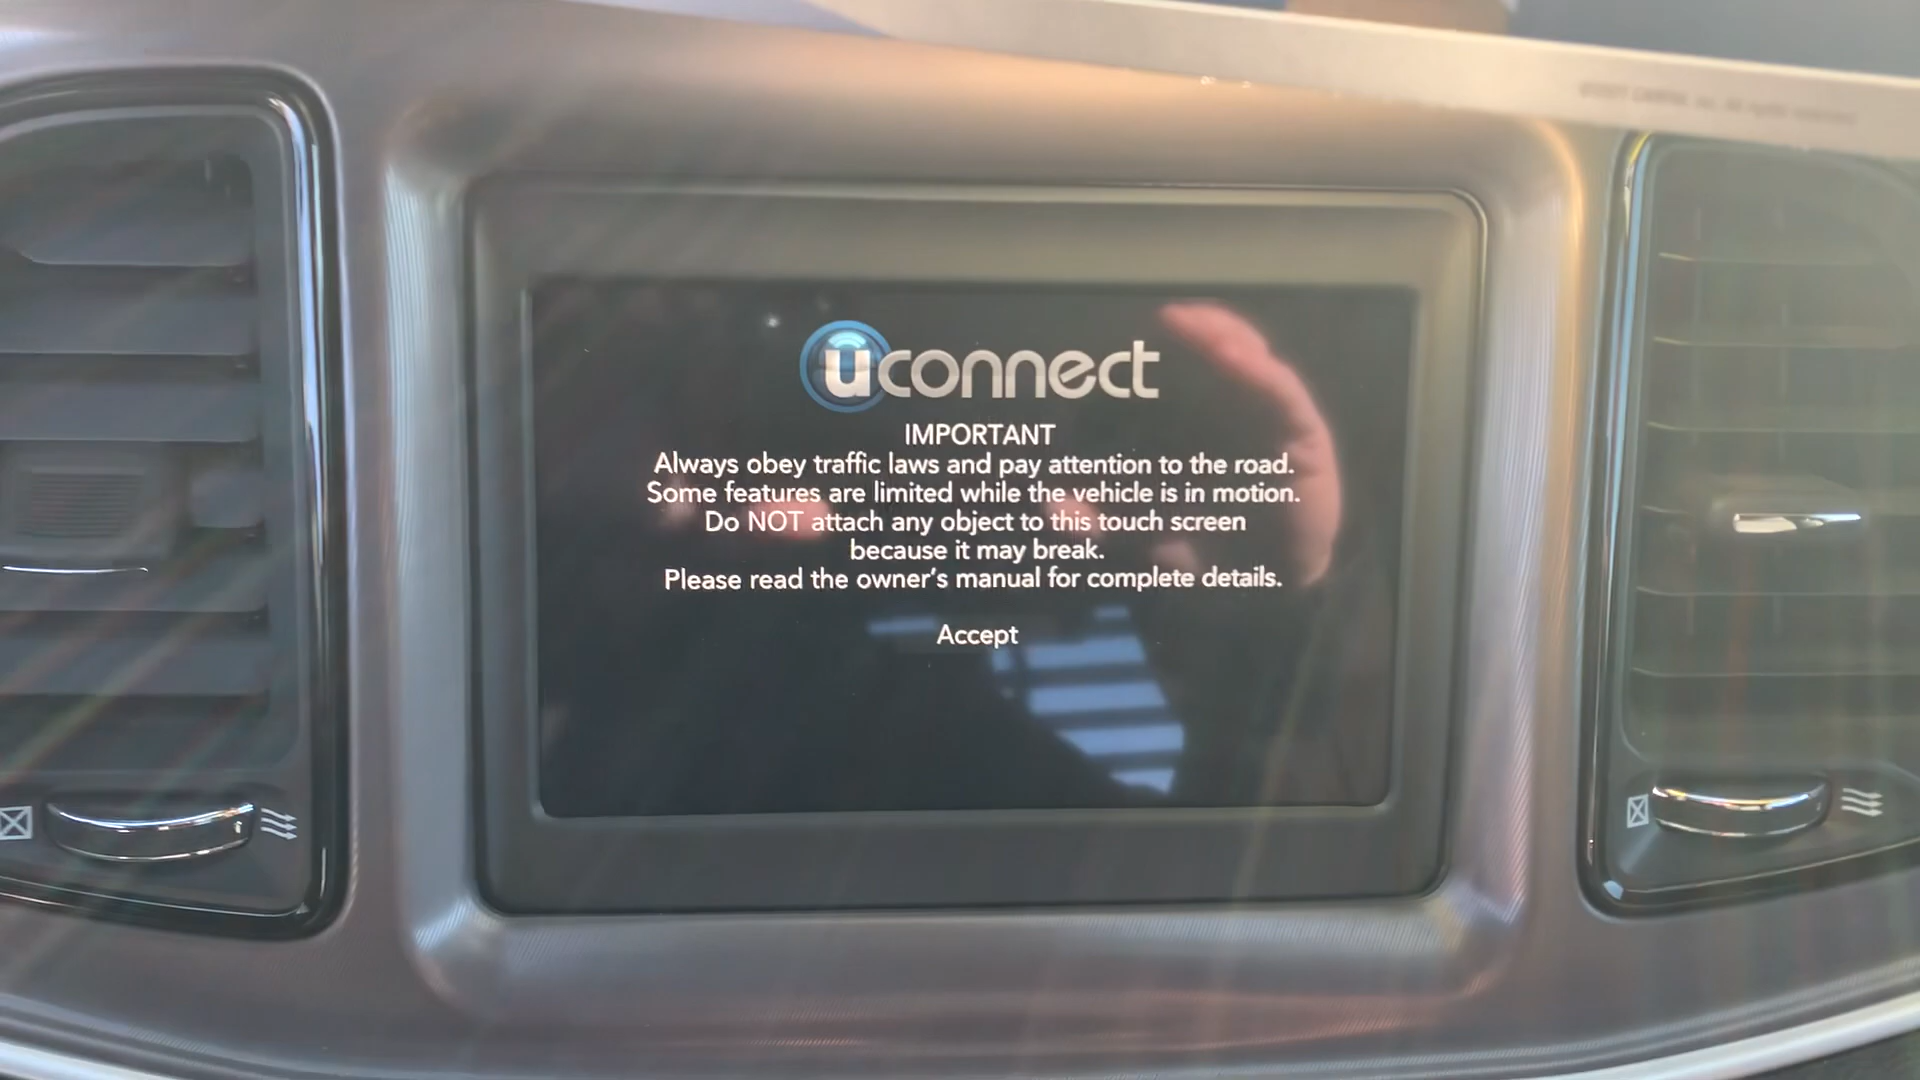 uconnect
IMPORTANT
Always obey traffic laws and pay attention to the road.
Some features are limited while the vehicle is in motion.
Do NOT attach any object to this touch screen
because it may break.
Please read the owner's manual for complete details.
Accept